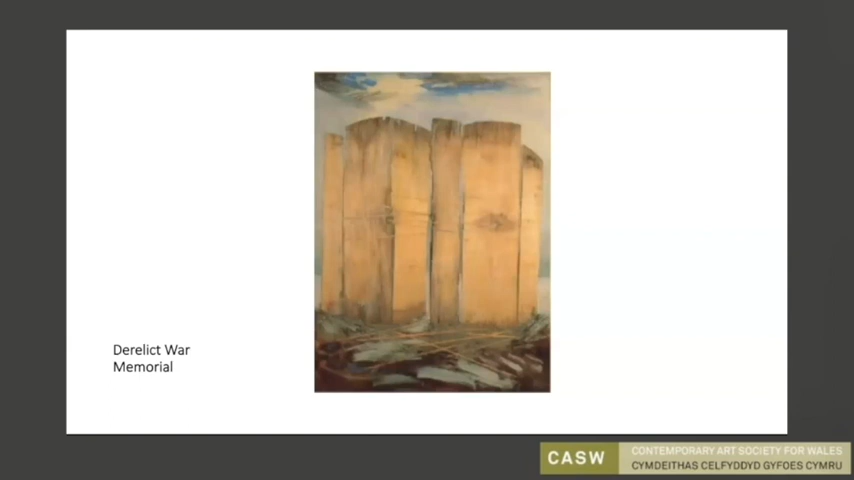 Derelict War
Memorial
CASW
CONTEMPORARY ART SOCIETY FOR WALES
CYMDEITHAS CELFYDDYD GYFOES CYMRU